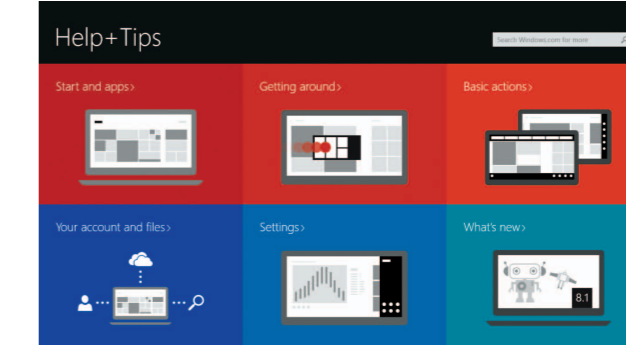 Help+Tips
Search Windows.com for more
Start and apps>
Getting around>
Basic actions>
Your account and files>
Settings>
What's new>
8.1